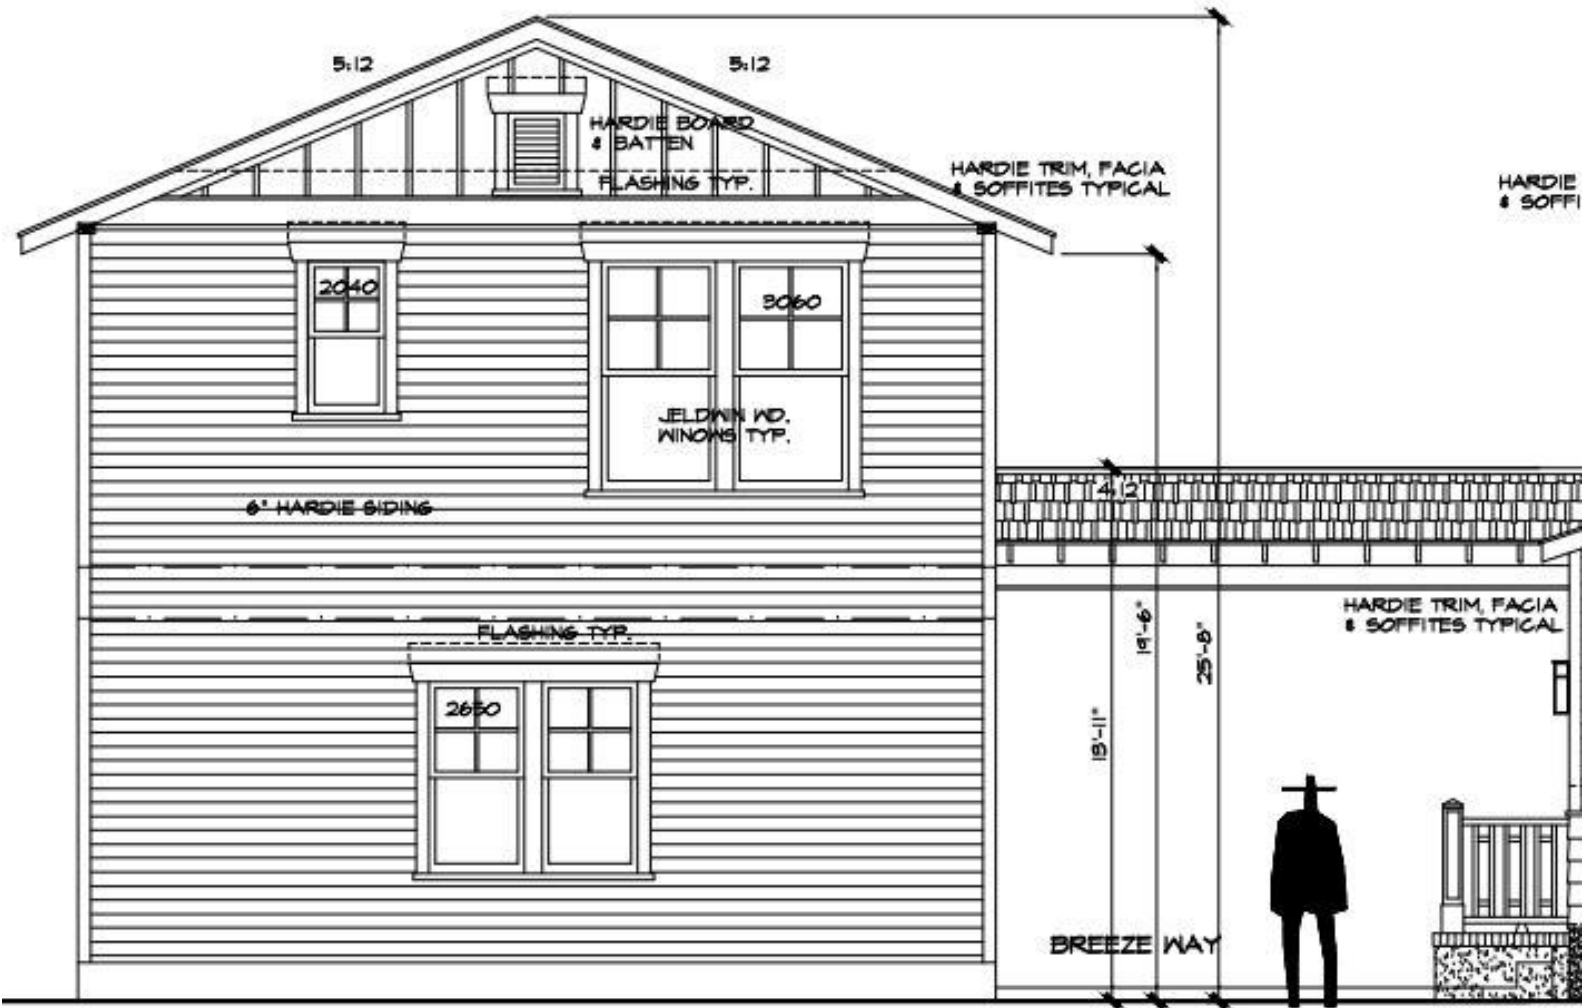 5:12
5:12
HARDIE BOARD
& BATTEN
FLASHING TYP.
HARDIE TRIM, FACIA
& SOFFITES TYPICAL
HARDIE
& SOFFI
2040
3060
JELDWIN WD.
WINOWS TYP.
6" HARDIE SIDING
4:12
FLASHING TYP.
2650
13'-11"
19'-6"
25'-8"
HARDIE TRIM, FACIA
& SOFFITES TYPICAL
BREEZE WAY